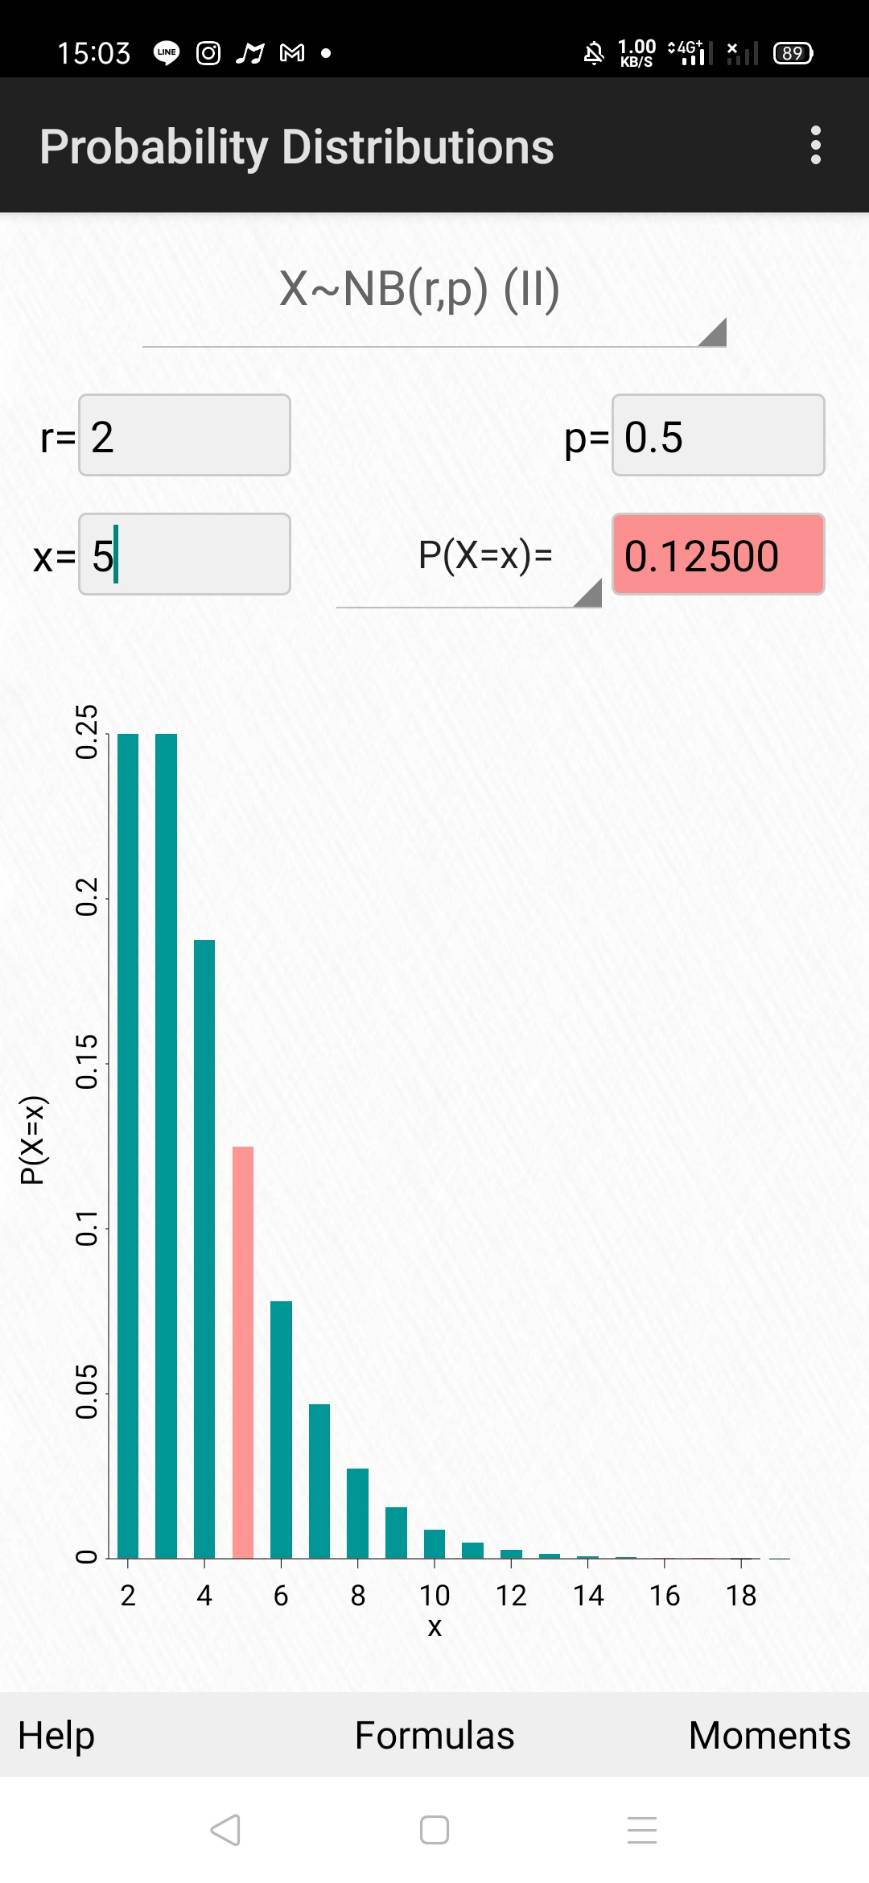 15:03 LINE 1.00 KB/S 4G+ 89
Probability Distributions
X~NB(r,p) (II)
r= 2 p= 0.5
x= 5 P(X=x)= 0.12500
0.25
0.2
0.15
0.1
0.05
0
P(X=x)
2 4 6 8 10 12 14 16 18
x
Help Formulas Moments